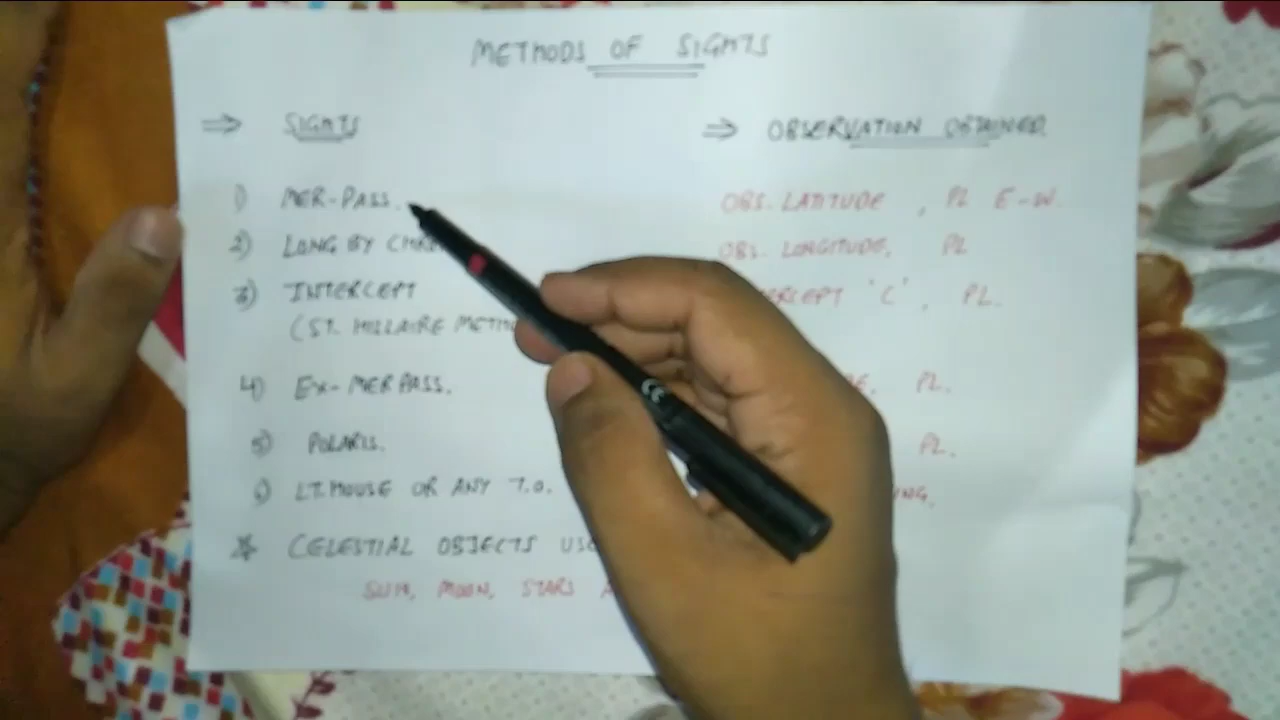 METHODS OF SIGHTS
⇒ SIGHTS ⇒ OBSERVATION OBTAINED
1) MER-PASS. OBS. LATITUDE , PL E-W.
2) LONG BY OBS. LONGITUDE, PL
3) INTERCEPT 'C', PL.
(ST. HILLAIRE
4) EX-MER PASS. PL.
5) POLARIS. PL.
6) LT. HOUSE OR ANY T.O.
CELESTIAL OBJECTS
SUN, MOON, STARS